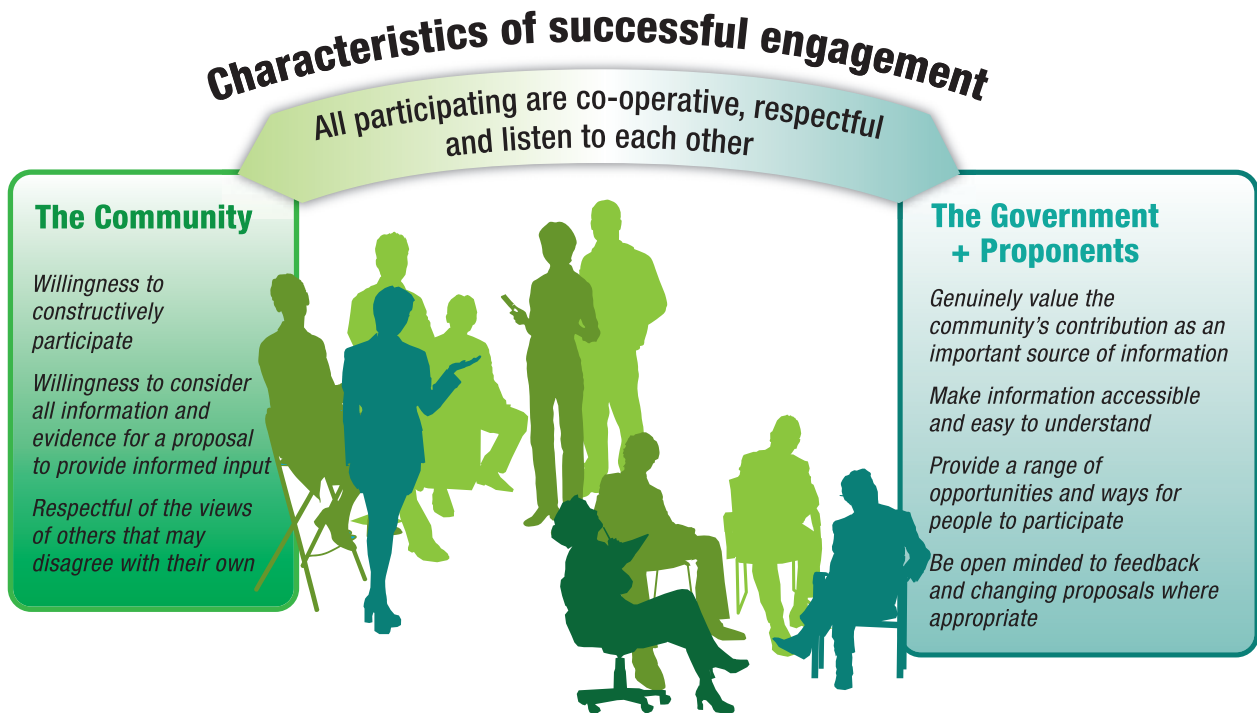 Characteristics of successful engagement
All participating are co-operative, respectful
and listen to each other
The Community
Willingness to
constructively
participate
Willingness to consider
all information and
evidence for a proposal
to provide informed input
Respectful of the views
of others that may
disagree with their own
The Government
+ Proponents
Genuinely value the
community’s contribution as an
important source of information
Make information accessible
and easy to understand
Provide a range of
opportunities and ways for
people to participate
Be open minded to feedback
and changing proposals where
appropriate